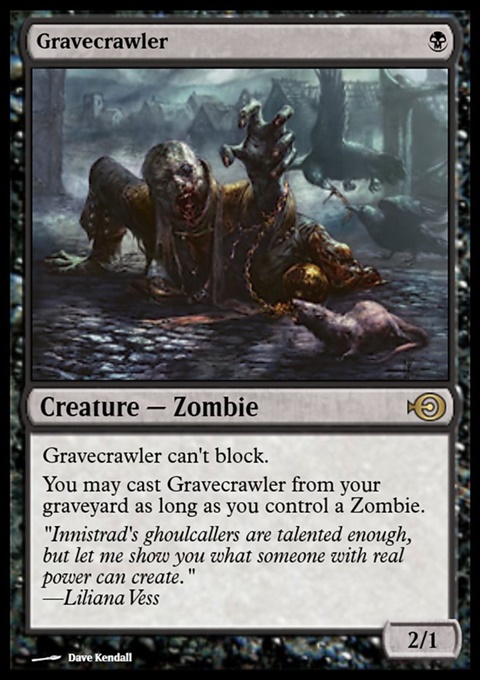 Gravecrawler
Creature — Zombie
Gravecrawler can't block.
You may cast Gravecrawler from your
graveyard as long as you control a Zombie.
"Innistrad's ghoulcallers are talented enough,
but let me show you what someone with real
power can create."
—Liliana Vess
2/1
Dave Kendall